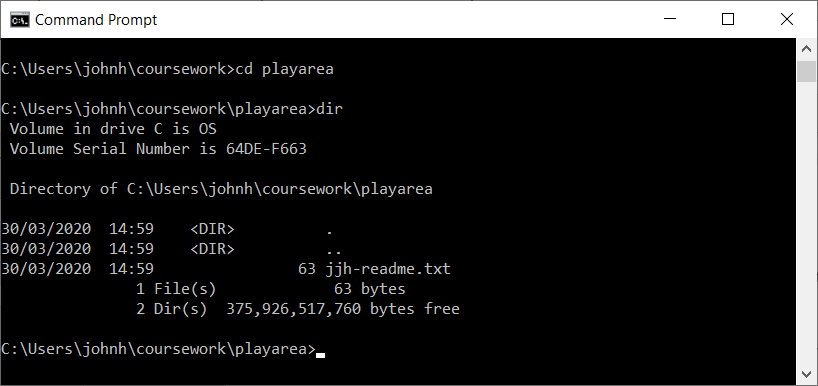 Command Prompt
C:\Users\johnh\coursework>cd playarea
C:\Users\johnh\coursework\playarea>dir
 Volume in drive C is OS
 Volume Serial Number is 64DE-F663
 Directory of C:\Users\johnh\coursework\playarea
30/03/2020  14:59    <DIR>          .
30/03/2020  14:59    <DIR>          ..
30/03/2020  14:59                63 jjh-readme.txt
               1 File(s)             63 bytes
               2 Dir(s)  375,926,517,760 bytes free
C:\Users\johnh\coursework\playarea>